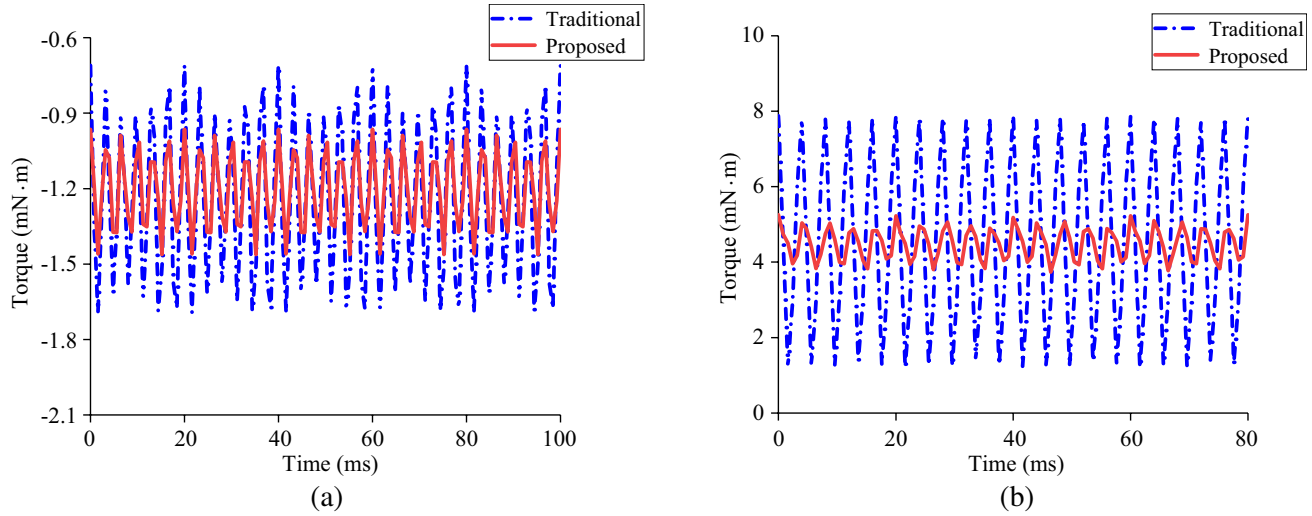 Traditional
Proposed
-0.6
-0.9
-1.2
-1.5
-1.8
-2.1
Torque (mN·m)
0 20 40 60 80 100
Time (ms)
(a)
Traditional
Proposed
10
8
6
4
2
0
Torque (mN·m)
0 20 40 60 80
Time (ms)
(b)